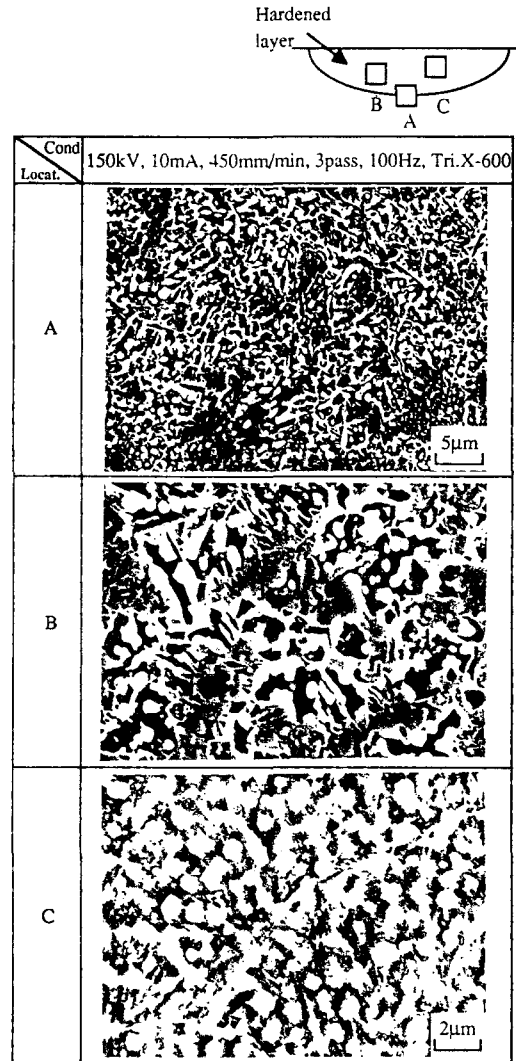 Hardened
layer
B
C
A
Cond
Locat.
150kV, 10mA, 450mm/min, 3pass, 100Hz, Tri.X-600
A
5μm
B
C
2μm